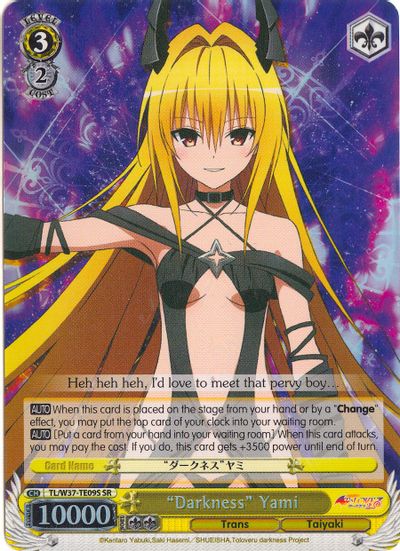 LEVEL
3
2
COST
Heh heh heh, I'd love to meet that pervy boy...
AUTO When this card is placed on the stage from your hand or by a "Change"
effect, you may put the top card of your clock into your waiting room.
AUTO [Put a card from your hand into your waiting room] When this card attacks,
you may pay the cost. If you do, this card gets +3500 power until end of turn.
Card Name "ダークネス"ヤミ
CH TL/W37-TE09S SR
"Darkness" Yami
POWER 10000
Trans Taiyaki
©Kentaro Yabuki,Saki Hasemi／SHUEISHA,Toloveru darkness Project